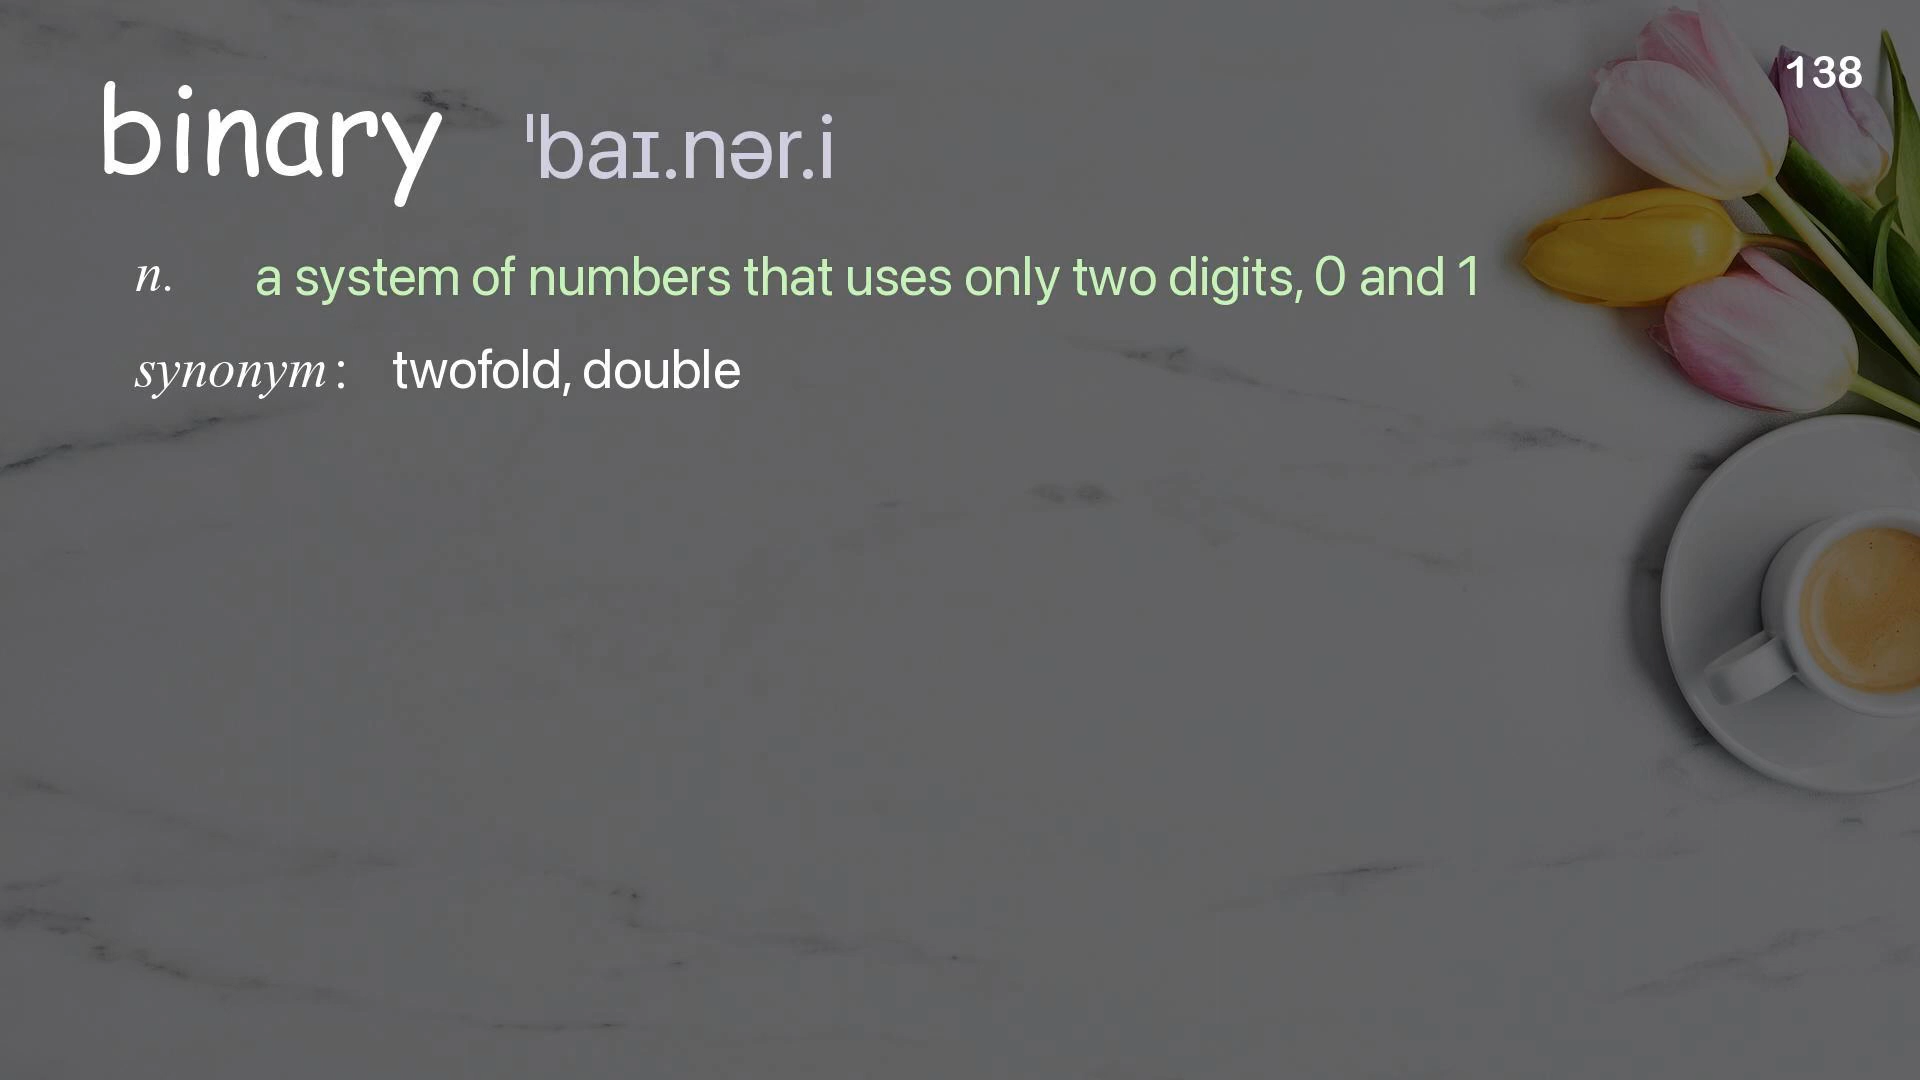 138
binary ˈbaɪ.nər.i
n. a system of numbers that uses only two digits, 0 and 1
synonym: twofold, double